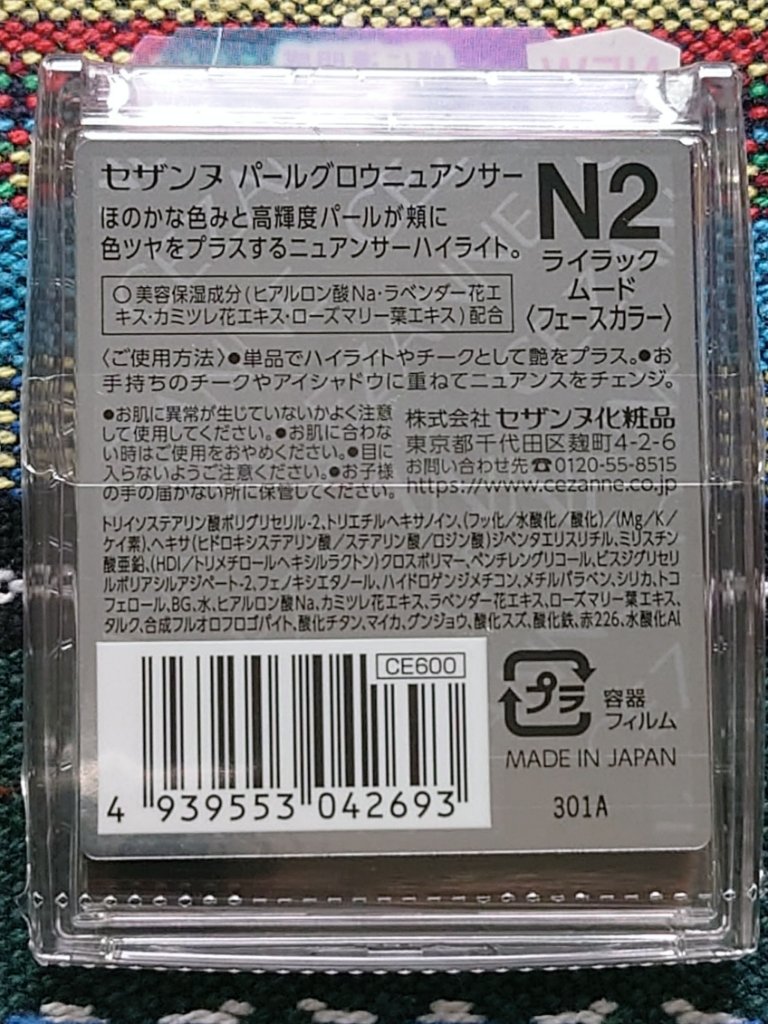 NEW
セザンヌ パールグロウニュアンサー
N2
ほのかな色みと高輝度パールが頬に
色ツヤをプラスするニュアンサーハイライト。
ライラック
ムード
〈フェースカラー〉
○美容保湿成分(ヒアルロン酸Na・ラベンダー花エ
キス・カミツレ花エキス・ローズマリー葉エキス)配合
〈ご使用方法〉●単品でハイライトやチークとして艶をプラス。●お
手持ちのチークやアイシャドウに重ねてニュアンスをチェンジ。
●お肌に異常が生じていないかよく注意
して使用してください。●お肌に合わな
い時はご使用をおやめください。●目に
入らないようご注意ください。●お子様
の手の届かない所に保管してください。
株式会社 セザンヌ化粧品
東京都千代田区麹町4-2-6
お問い合わせ先☎0120-55-8515
https://www.cezanne.co.jp
トリイソステアリン酸ポリグリセリル-2、トリエチルヘキサノイン、(フッ化/水酸化/酸化)/(Mg/K/
ケイ素)、ヘキサ(ヒドロキシステアリン酸/ステアリン酸/ロジン酸)ジペンタエリスリチル、ミリスチン
酸亜鉛、(HDI/トリメチロールヘキシルラクトン)クロスポリマー、ペンチレングリコール、ビスジグリセリ
ルポリアシルアジペート-2、フェノキシエタノール、ハイドロゲンジメチコン、メチルパラベン、シリカ、トコ
フェロール、BG、水、ヒアルロン酸Na、カミツレ花エキス、ラベンダー花エキス、ローズマリー葉エキス、
タルク、合成フルオロフロゴパイト、酸化チタン、マイカ、グンジョウ、酸化スズ、酸化鉄、赤226、水酸化Al
CE600
4 939553 042693
プラ
容器
フィルム
MADE IN JAPAN
301A